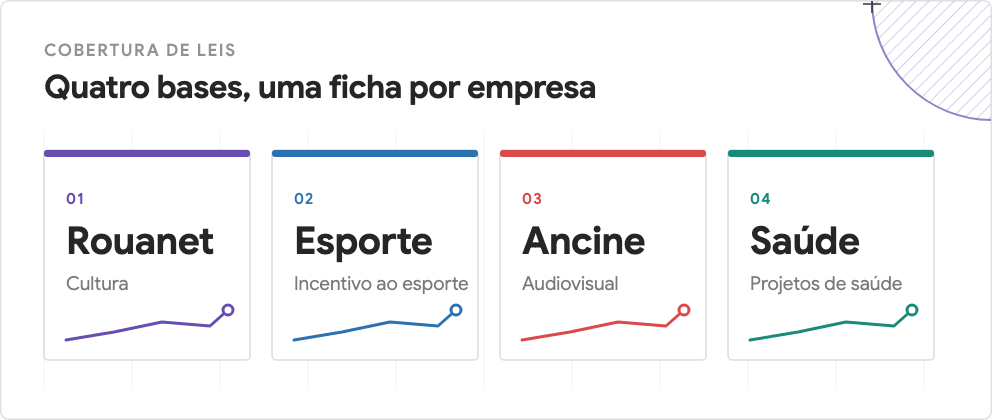 COBERTURA DE LEIS
Quatro bases, uma ficha por empresa
01
Rouanet
Cultura
02
Esporte
Incentivo ao esporte
03
Ancine
Audiovisual
04
Saúde
Projetos de saúde